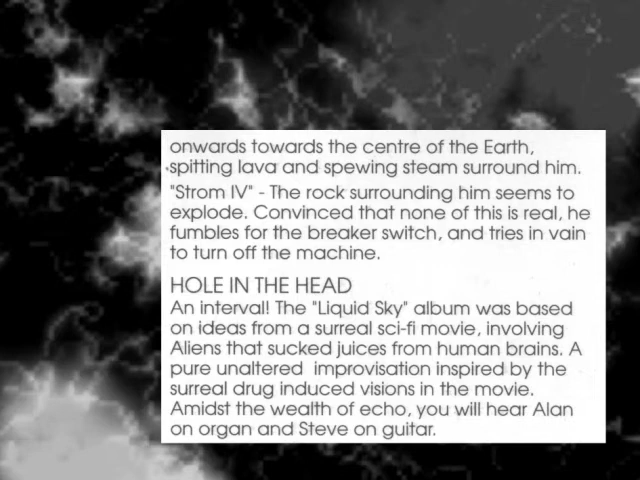 onwards towards the centre of the Earth,
spitting lava and spewing steam surround him.
"Strom IV" - The rock surrounding him seems to
explode. Convinced that none of this is real, he
fumbles for the breaker switch, and tries in vain
to turn off the machine.
HOLE IN THE HEAD
An interval! The "Liquid Sky" album was based
on ideas from a surreal sci-fi movie, involving
Aliens that sucked juices from human brains. A
pure unaltered  improvisation inspired by the
surreal drug induced visions in the movie.
Amidst the wealth of echo, you will hear Alan
on organ and Steve on guitar.